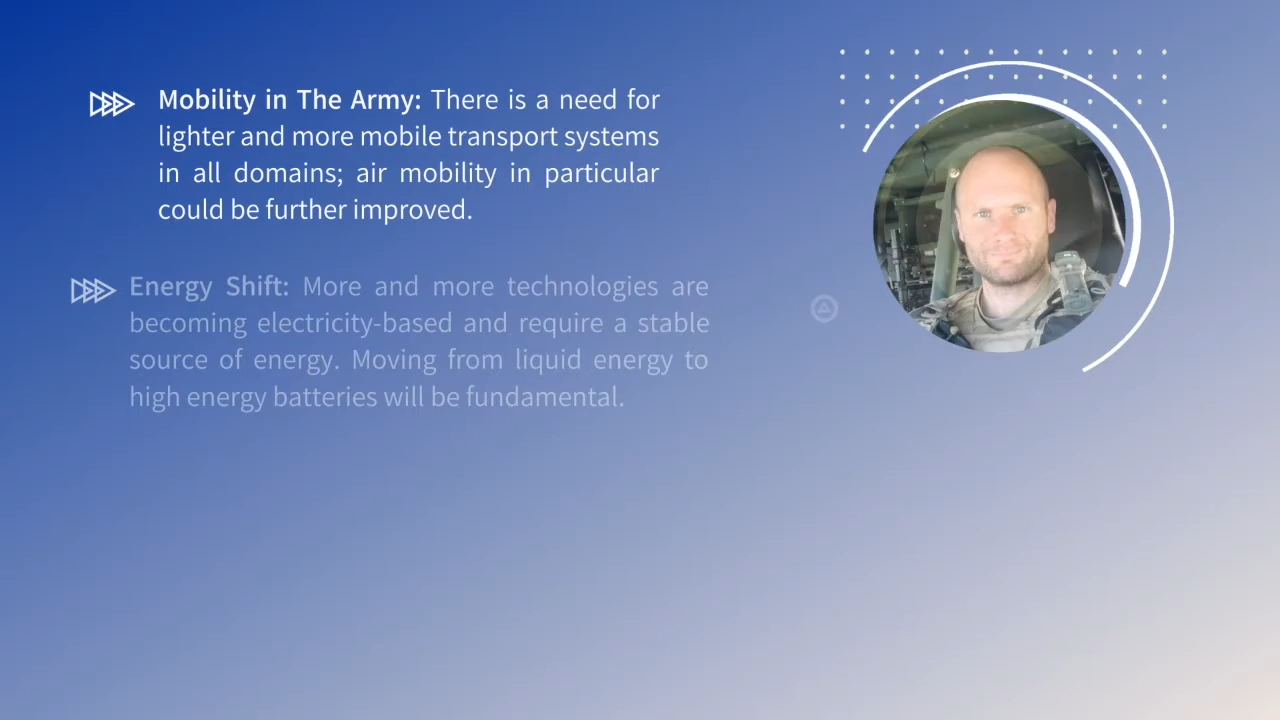 Mobility in The Army: There is a need for
lighter and more mobile transport systems
in all domains; air mobility in particular
could be further improved.
Energy Shift: More and more technologies are
becoming electricity-based and require a stable
source of energy. Moving from liquid energy to
high energy batteries will be fundamental.